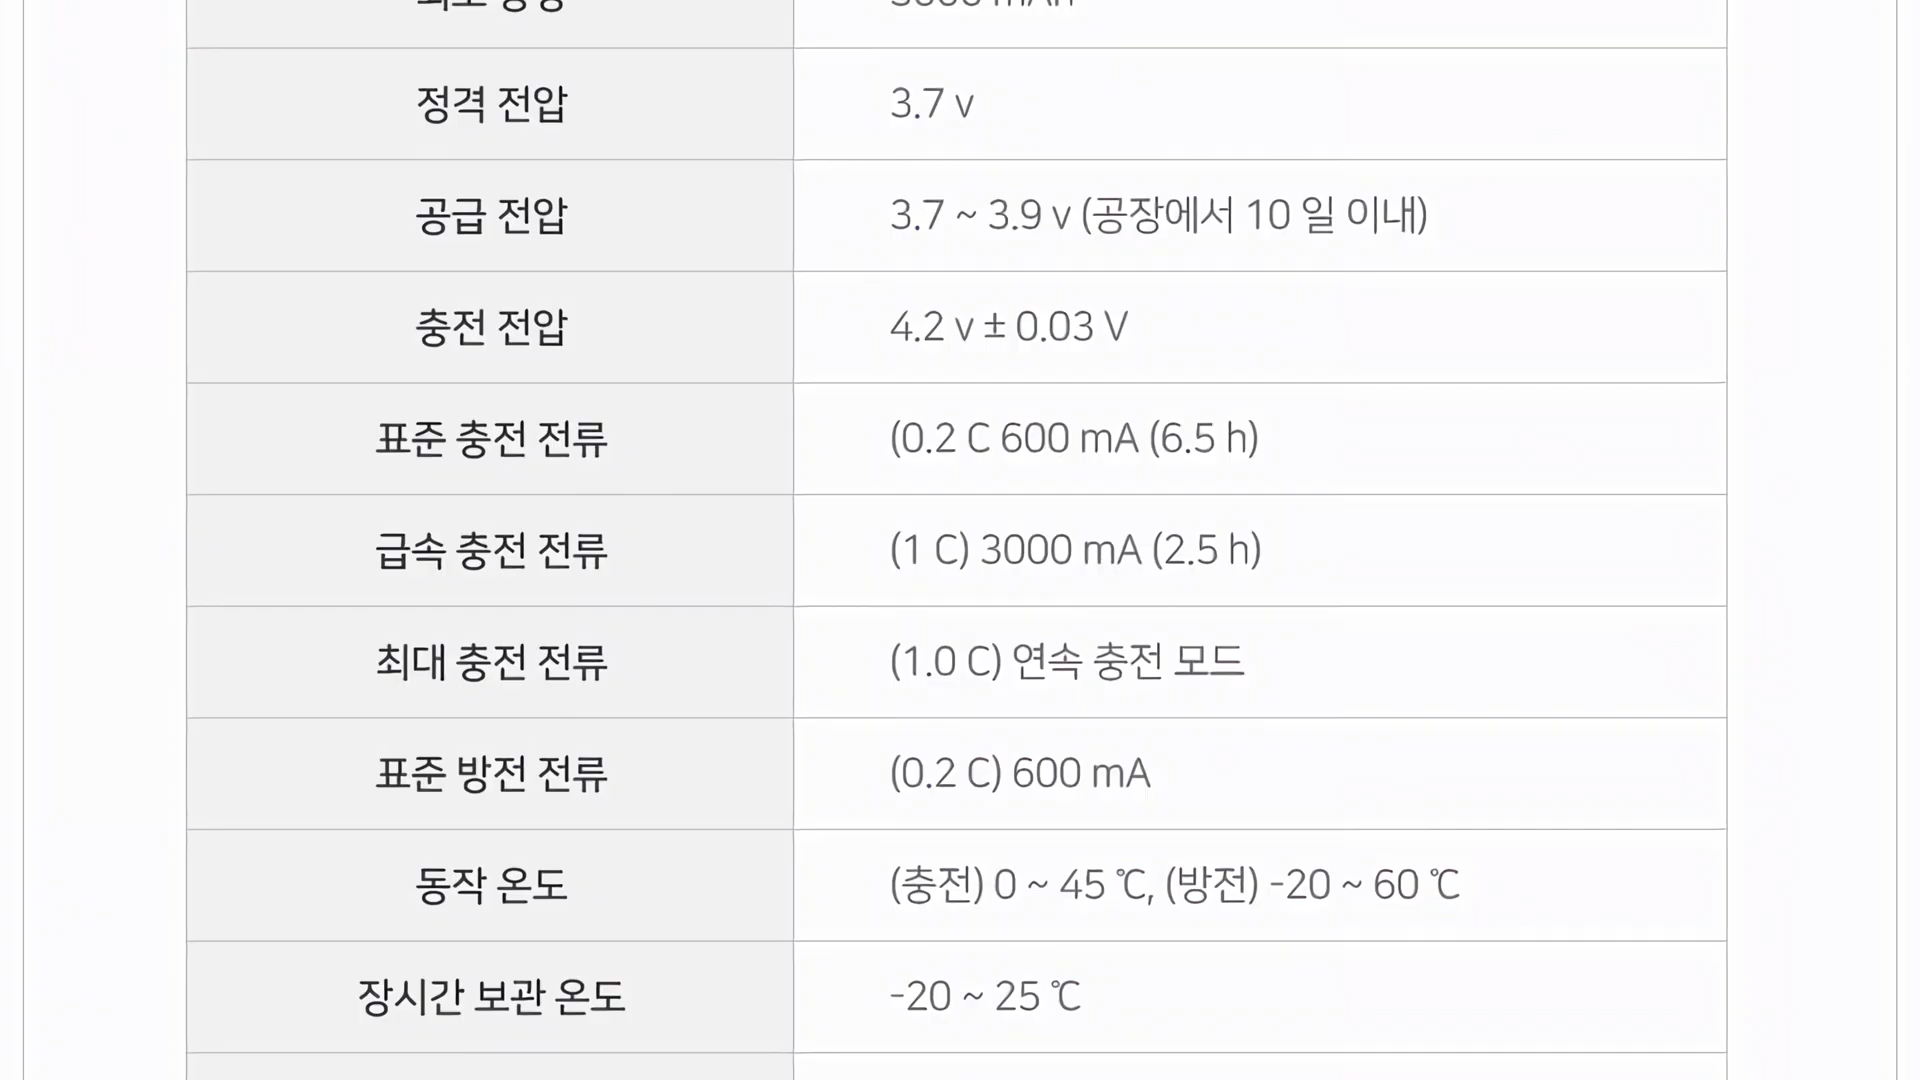 정격 전압 3.7 v
공급 전압 3.7 ~ 3.9 v (공장에서 10 일 이내)
충전 전압 4.2 v ± 0.03 V
표준 충전 전류 (0.2 C 600 mA (6.5 h)
급속 충전 전류 (1 C) 3000 mA (2.5 h)
최대 충전 전류 (1.0 C) 연속 충전 모드
표준 방전 전류 (0.2 C) 600 mA
동작 온도 (충전) 0 ~ 45 ℃, (방전) -20 ~ 60 ℃
장시간 보관 온도 -20 ~ 25 ℃